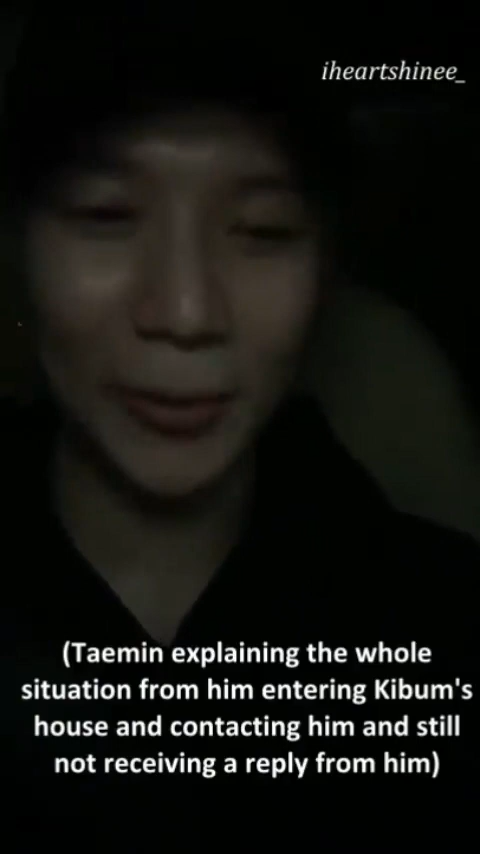 iheartshinee_
(Taemin explaining the whole
situation from him entering Kibum's
house and contacting him and still
not receiving a reply from him)